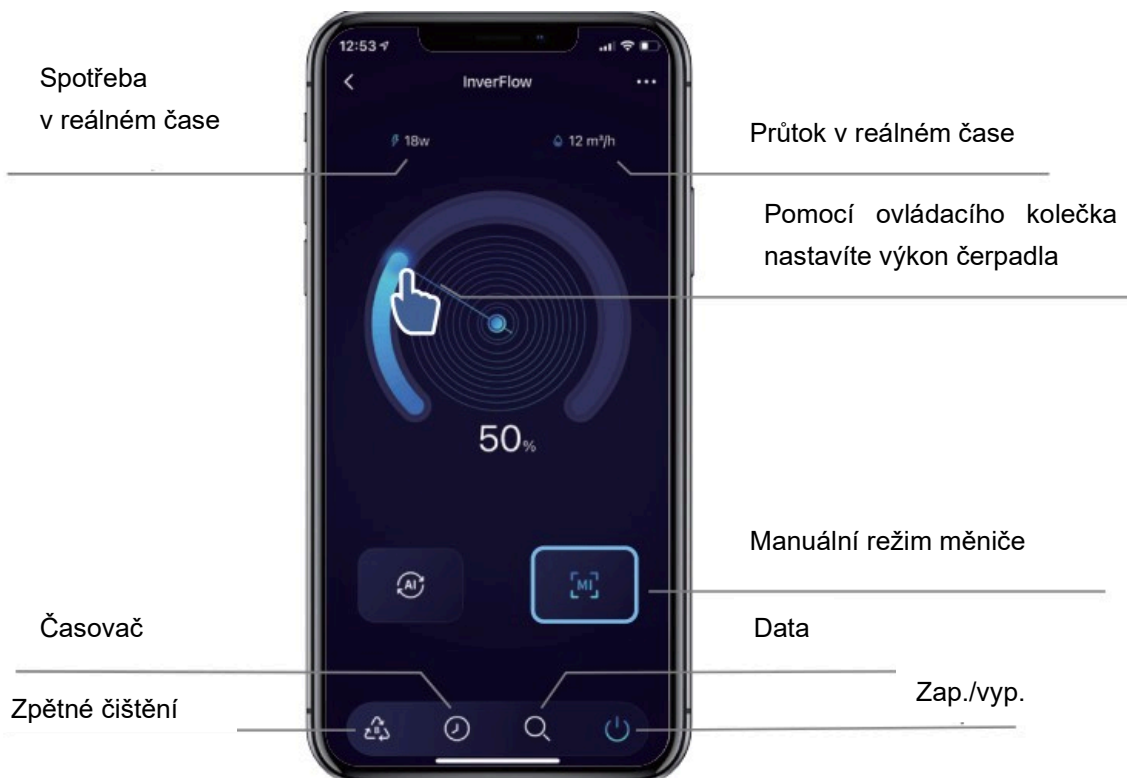 12:53
InverFlow
Spotřeba
v reálném čase
18w
12 m³/h
Průtok v reálném čase
Pomocí ovládacího kolečka
nastavíte výkon čerpadla
50%
Manuální režim měniče
AI
MI
Časovač
Data
Zpětné čištění
Zap./vyp.